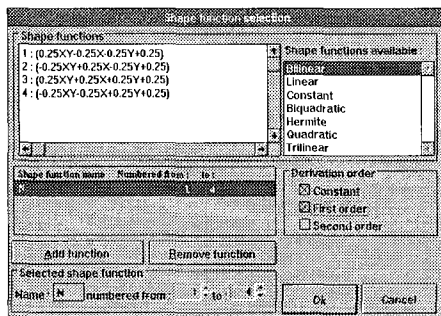 Shape function selection
Shape functions
1 : (0.25XY-0.25X-0.25Y+0.25)
2 : (-0.25XY+0.25X-0.25Y+0.25)
3 : (0.25XY+0.25X+0.25Y+0.25)
4 : (-0.25XY-0.25X+0.25Y+0.25)
Shape functions available
Bilinear
Linear
Constant
Biquadratic
Hermite
Quadratic
Trilinear
Shape function name Numbered from : to :
N 1 4
Derivation order
Constant
First order
Second order
Add function Remove function
Selected shape function
Name : N numbered from : 1 to : 4
Ok Cancel